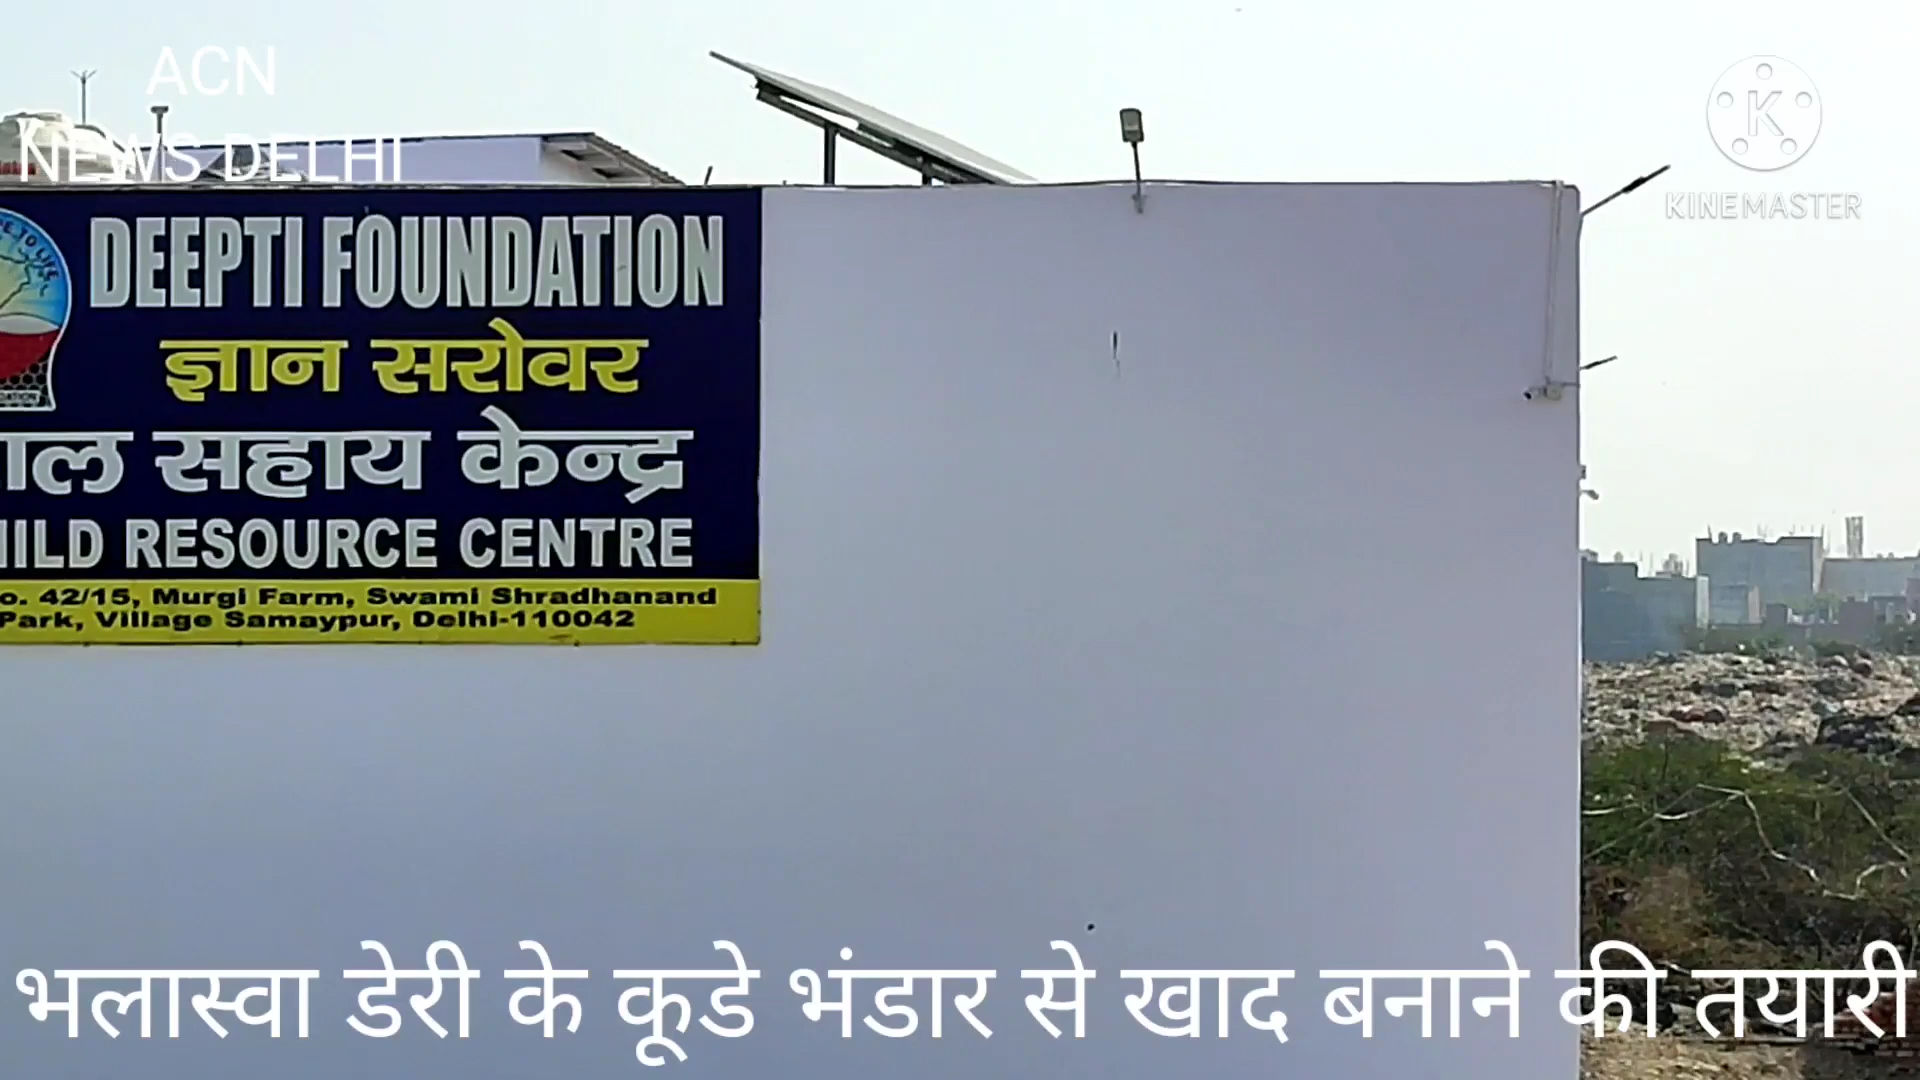 ACN
NEWS DELHI
KINEMASTER
DEEPTI FOUNDATION
ज्ञान सरोवर
सहाय केन्द्र
RESOURCE CENTRE
42/15, Murgi Farm, Swami Shradhanand
Park, Village Samaypur, Delhi-110042
भलास्वा डेरी के कूडे भंडार से खाद बनाने की तयारी